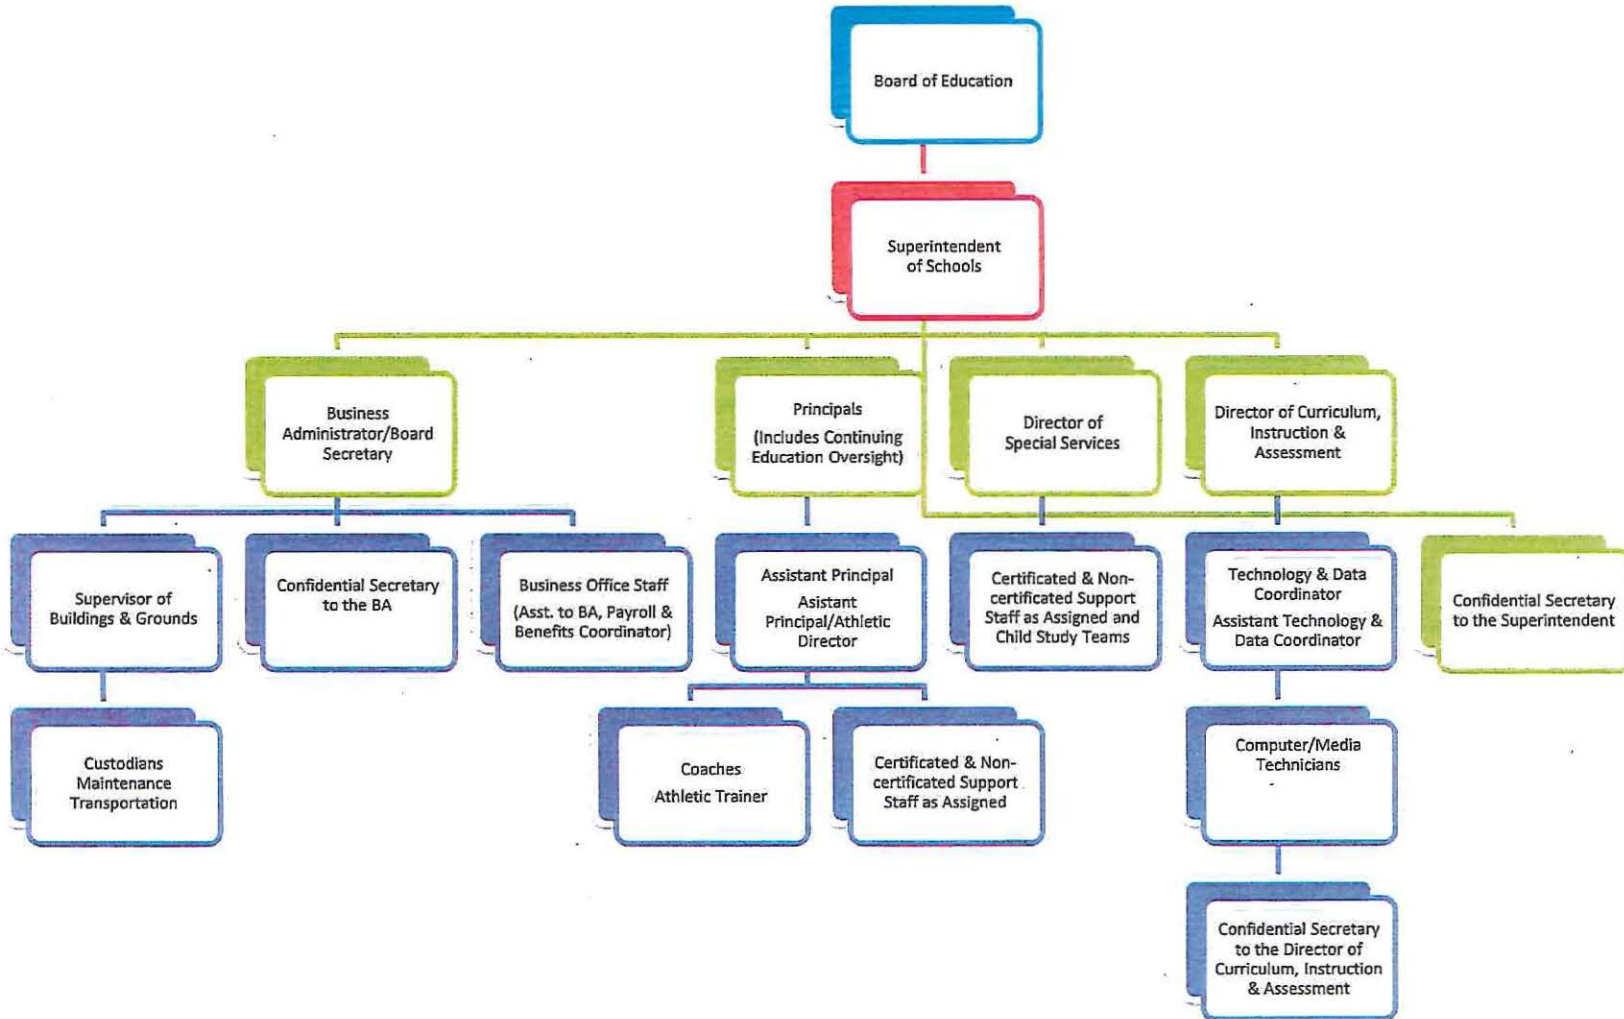 Board of Education
Superintendent
of Schools
Business
Administrator/Board
Secretary
Principals
(Includes Continuing
Education Oversight)
Director of
Special Services
Director of Curriculum,
Instruction &
Assessment
Supervisor of
Buildings & Grounds
Confidential Secretary
to the BA
Business Office Staff
(Asst. to BA, Payroll &
Benefits Coordinator)
Assistant Principal
Asistant
Principal/Athletic
Director
Certificated & Non-
certificated Support
Staff as Assigned and
Child Study Teams
Technology & Data
Coordinator
Assistant Technology &
Data Coordinator
Confidential Secretary
to the Superintendent
Custodians
Maintenance
Transportation
Coaches
Athletic Trainer
Certificated & Non-
certificated Support
Staff as Assigned
Computer/Media
Technicians
Confidential Secretary
to the Director of
Curriculum, Instruction
& Assessment